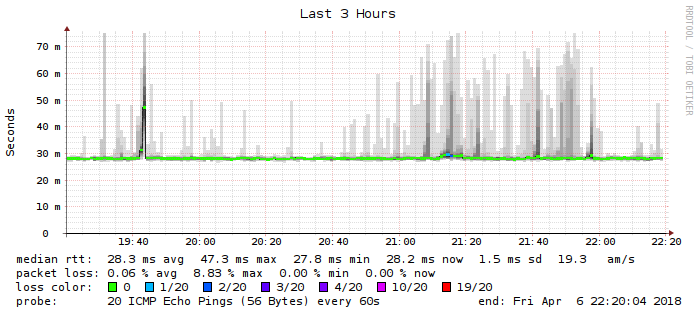 Last 3 Hours
RRDTOOL / TOBI OETIKER
Seconds
70 m
60 m
50 m
40 m
30 m
20 m
10 m
0
19:40 20:00 20:20 20:40 21:00 21:20 21:40 22:00 22:20
median rtt: 28.3 ms avg 47.3 ms max 27.8 ms min 28.2 ms now 1.5 ms sd 19.3 am/s
packet loss: 0.06 % avg 8.83 % max 0.00 % min 0.00 % now
loss color: 0 1/20 2/20 3/20 4/20 10/20 19/20
probe: 20 ICMP Echo Pings (56 Bytes) every 60s end: Fri Apr 6 22:20:04 2018